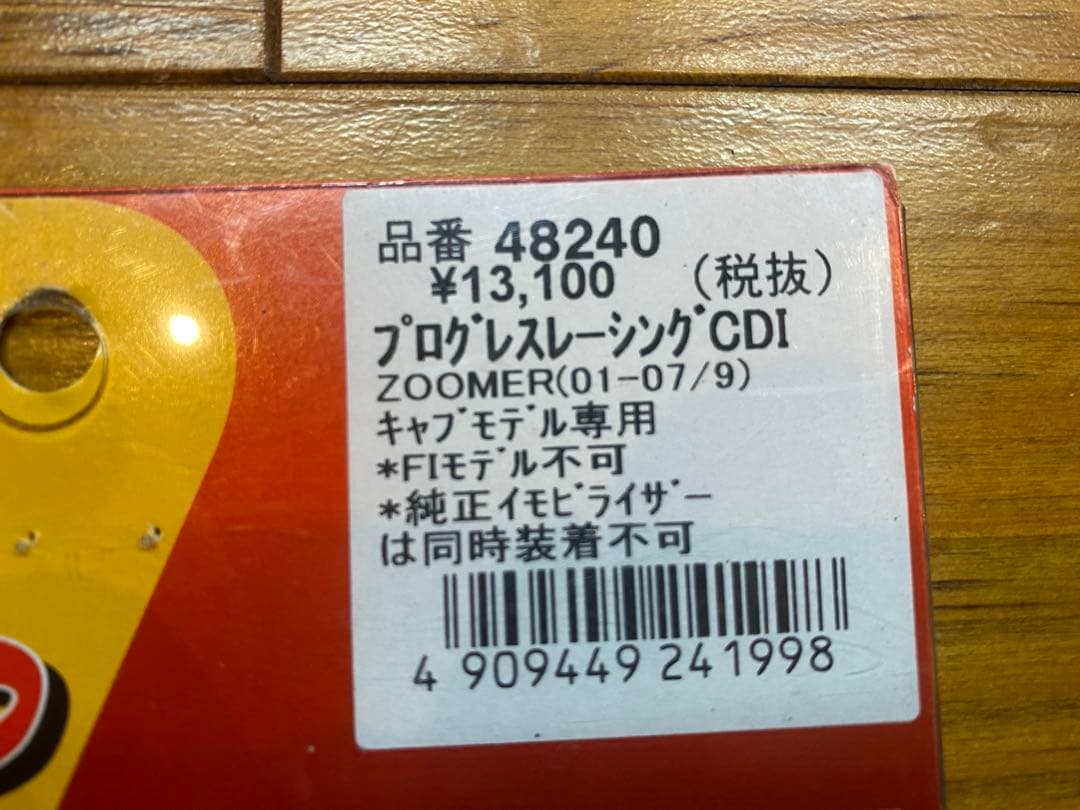 品番 48240
¥13,100 （税抜）
ﾌﾟﾛｸﾞﾚｽﾚｰｼﾝｸﾞCDI
ZOOMER(01-07/9)
ｷｬﾌﾞﾓﾃﾞﾙ専用
*FIﾓﾃﾞﾙ不可
*純正ｲﾓﾋﾞﾗｲｻﾞｰ
は同時装着不可
4 909449 241998